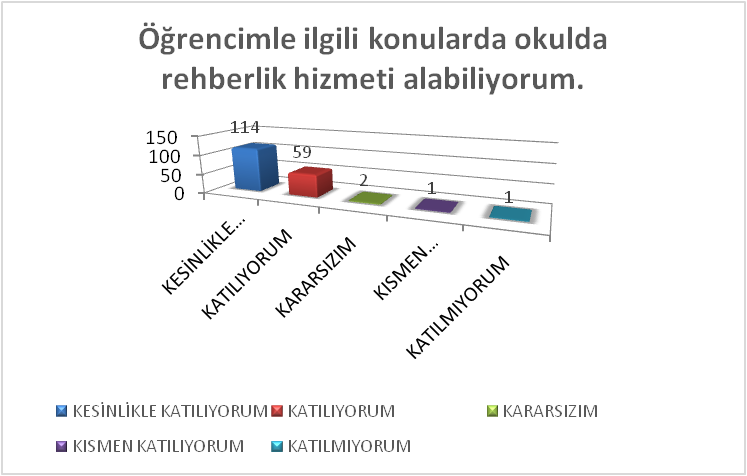 Öğrencimle ilgili konularda okulda
rehberlik hizmeti alabiliyorum.
114
59
2
1
1
150
100
50
0
KESİNLİKLE...
KATILIYORUM
KARARSIZIM
KISMEN...
KATILMIYORUM
KESİNLİKLE KATILIYORUM
KATILIYORUM
KARARSIZIM
KISMEN KATILIYORUM
KATILMIYORUM